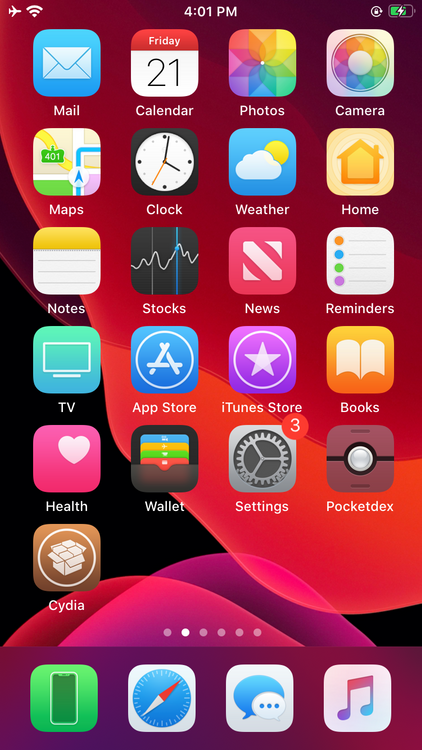 4:01 PM
Friday
21
Mail Calendar Photos Camera
401
Maps Clock Weather Home
Notes Stocks News Reminders
TV App Store iTunes Store Books
3
Health Wallet Settings Pocketdex
Cydia